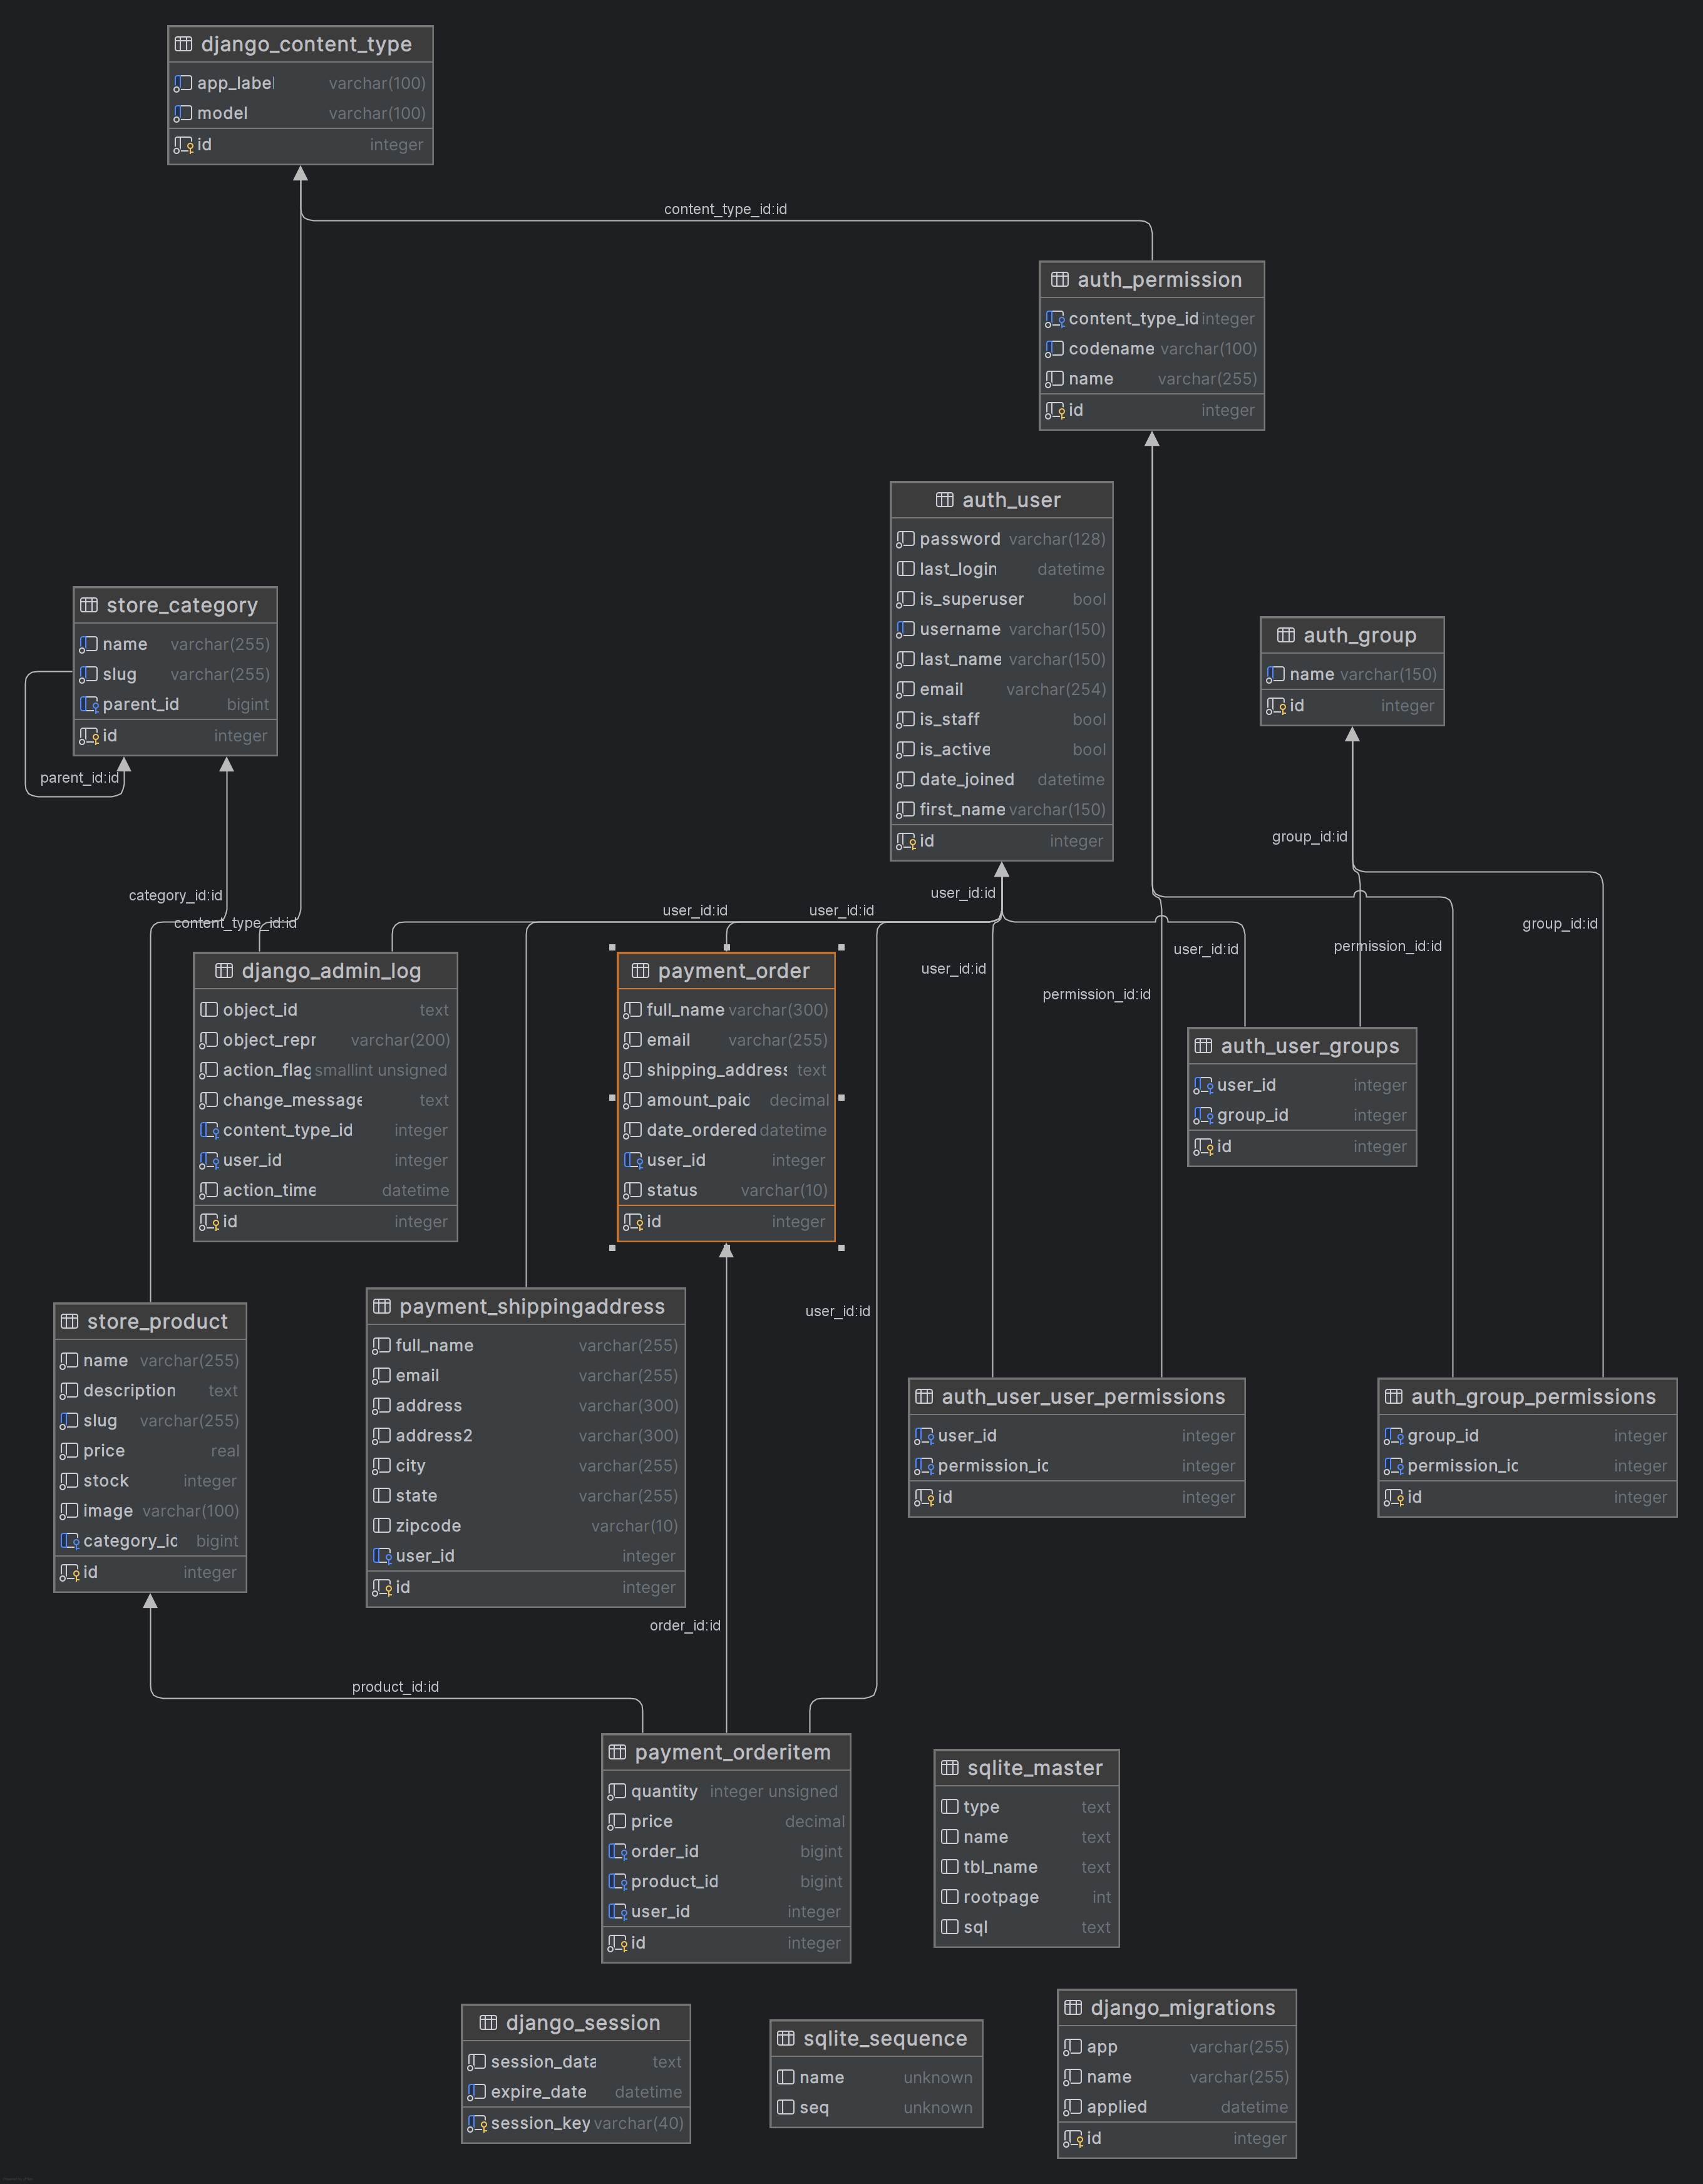 django_content_type
app_label varchar(100)
model varchar(100)
id integer
content_type_id:id
auth_permission
content_type_id integer
codename varchar(100)
name varchar(255)
id integer
auth_user
password varchar(128)
last_login datetime
is_superuser bool
username varchar(150)
last_name varchar(150)
email varchar(254)
is_staff bool
is_active bool
date_joined datetime
first_name varchar(150)
id integer
store_category
name varchar(255)
slug varchar(255)
parent_id bigint
id integer
parent_id:id
auth_group
name varchar(150)
id integer
group_id:id
category_id:id
content_type_id:id
user_id:id
user_id:id
user_id:id
user_id:id
user_id:id
permission_id:id
permission_id:id
group_id:id
django_admin_log
object_id text
object_repr varchar(200)
action_flag smallint unsigned
change_message text
content_type_id integer
user_id integer
action_time datetime
id integer
payment_order
full_name varchar(300)
email varchar(255)
shipping_address text
amount_paid decimal
date_ordered datetime
user_id integer
status varchar(10)
id integer
auth_user_groups
user_id integer
group_id integer
id integer
store_product
name varchar(255)
description text
slug varchar(255)
price real
stock integer
image varchar(100)
category_id bigint
id integer
payment_shippingaddress
full_name varchar(255)
email varchar(255)
address varchar(300)
address2 varchar(300)
city varchar(255)
state varchar(255)
zipcode varchar(10)
user_id integer
id integer
user_id:id
auth_user_user_permissions
user_id integer
permission_id integer
id integer
auth_group_permissions
group_id integer
permission_id integer
id integer
order_id:id
product_id:id
payment_orderitem
quantity integer unsigned
price decimal
order_id bigint
product_id bigint
user_id integer
id integer
sqlite_master
type text
name text
tbl_name text
rootpage int
sql text
django_session
session_data text
expire_date datetime
session_key varchar(40)
sqlite_sequence
name unknown
seq unknown
django_migrations
app varchar(255)
name varchar(255)
applied datetime
id integer